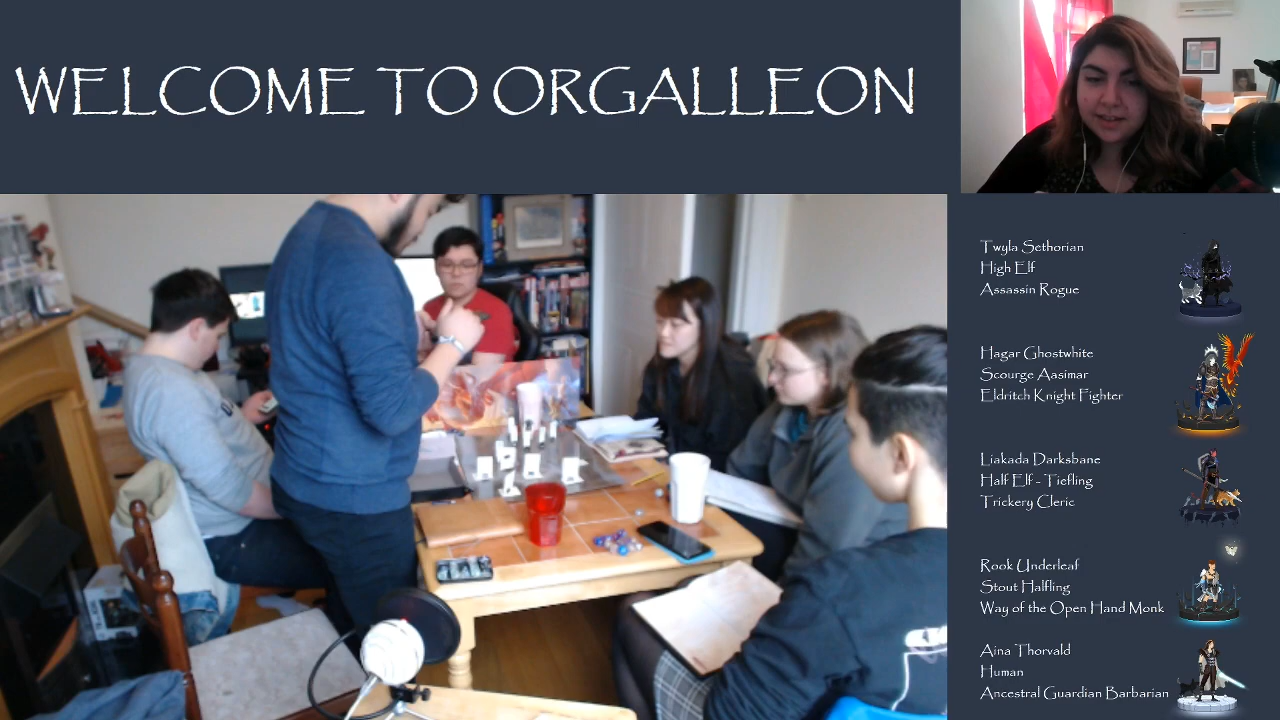 WELCOME TO ORGALLEON
Twyla Sethorian
High Elf
Assassin Rogue
Hagar Ghostwhite
Scourge Aasimar
Eldritch Knight Fighter
Liakada Darksbane
Half Elf - Tiefling
Trickery Cleric
Rook Underleaf
Stout Halfling
Way of the Open Hand Monk
Aina Thorvald
Human
Ancestral Guardian Barbarian